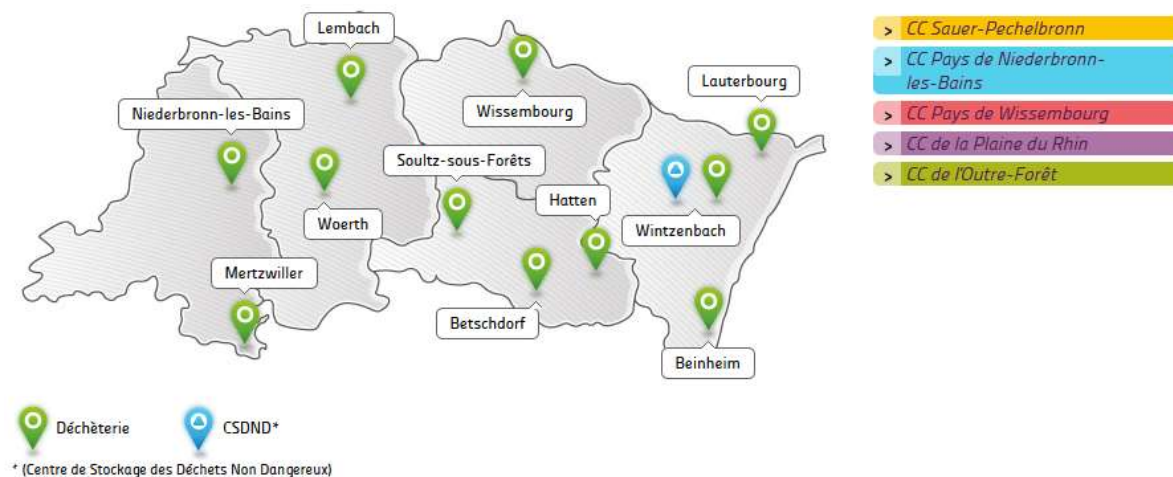 Lembach
Lauterbourg
Niederbronn-les-Bains
Wissembourg
Soultz-sous-Forêts
Hatten
Woerth
Wintzenbach
Mertzwiller
Betschdorf
Beinheim
Déchèterie
CSDND*
* (Centre de Stockage des Déchets Non Dangereux)
> CC Sauer-Pechelbronn
> CC Pays de Niederbronn-
les-Bains
> CC Pays de Wissembourg
> CC de la Plaine du Rhin
> CC de l'Outre-Forêt